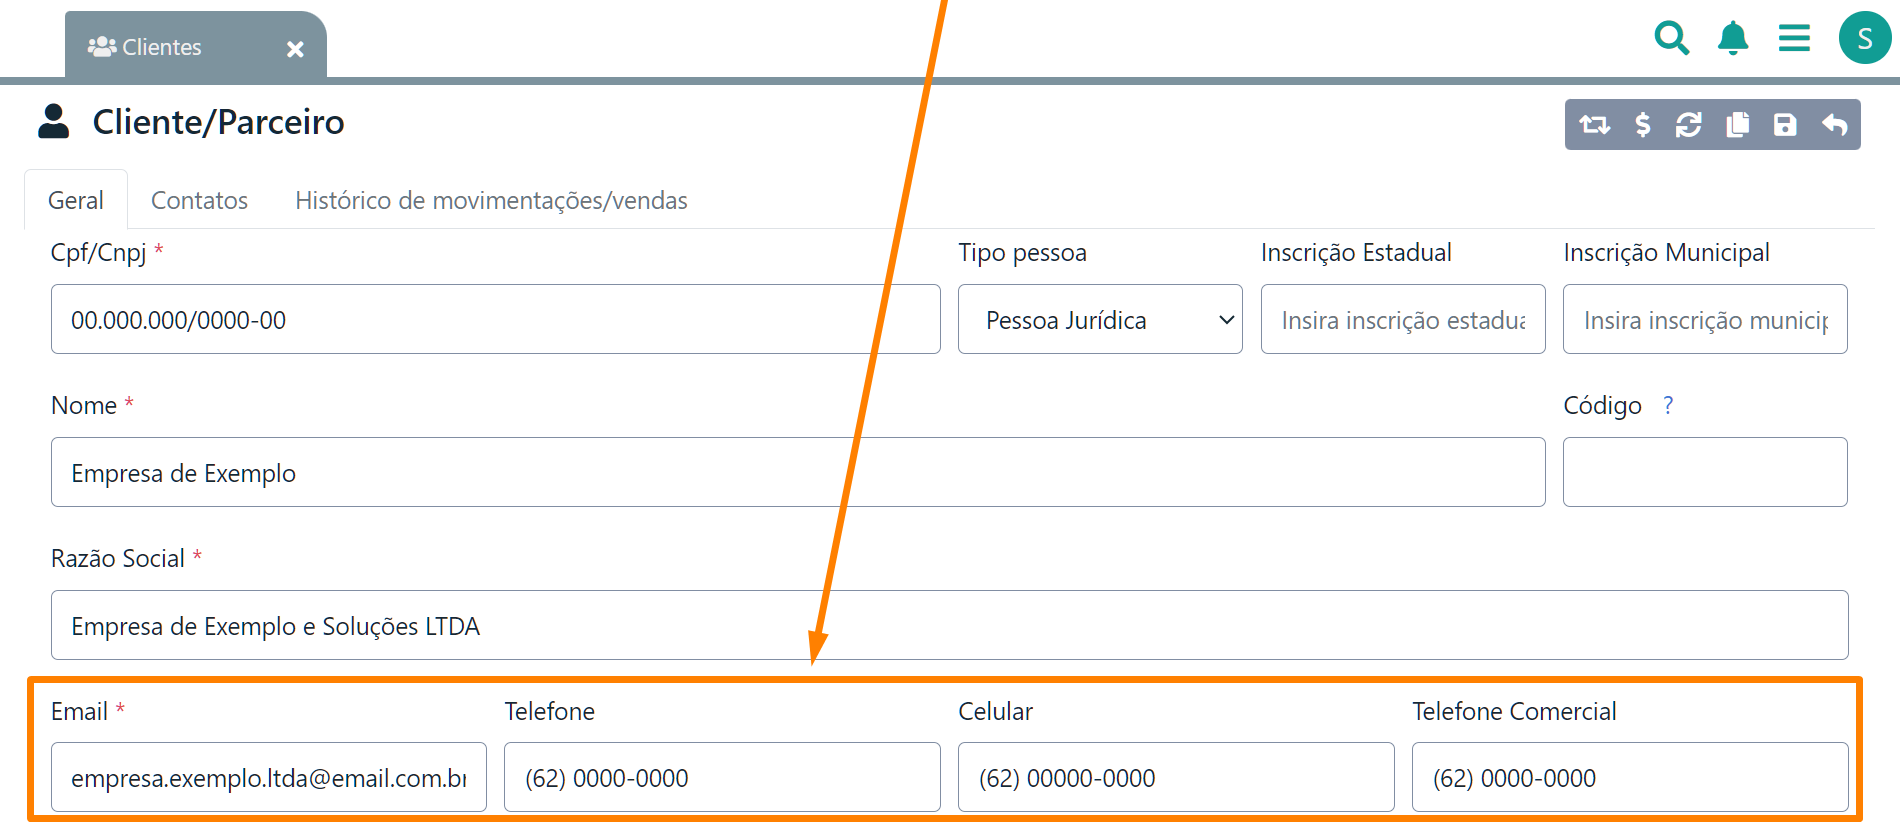 Clientes
S
Cliente/Parceiro
$
Geral Contatos Histórico de movimentações/vendas
Cpf/Cnpj * Tipo pessoa Inscrição Estadual Inscrição Municipal
00.000.000/0000-00 Pessoa Jurídica Insira inscrição estadua Insira inscrição municip
Nome * Código ?
Empresa de Exemplo
Razão Social *
Empresa de Exemplo e Soluções LTDA
Email * Telefone Celular Telefone Comercial
empresa.exemplo.ltda@email.com.br (62) 0000-0000 (62) 00000-0000 (62) 0000-0000